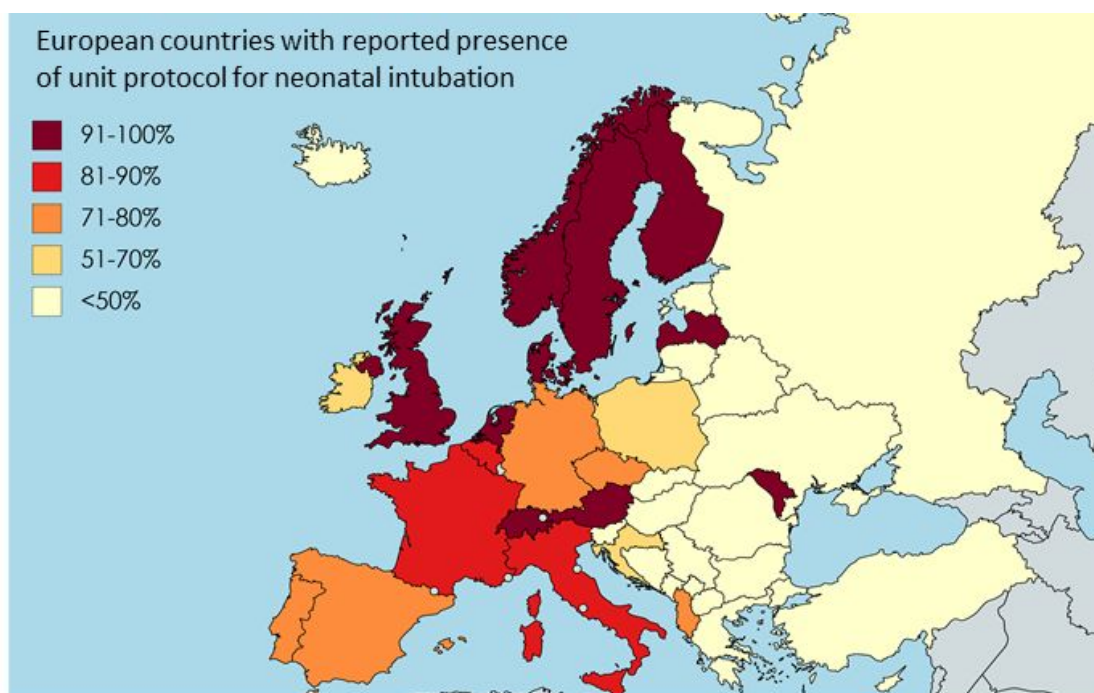 European countries with reported presence
of unit protocol for neonatal intubation
91-100%
81-90%
71-80%
51-70%
<50%